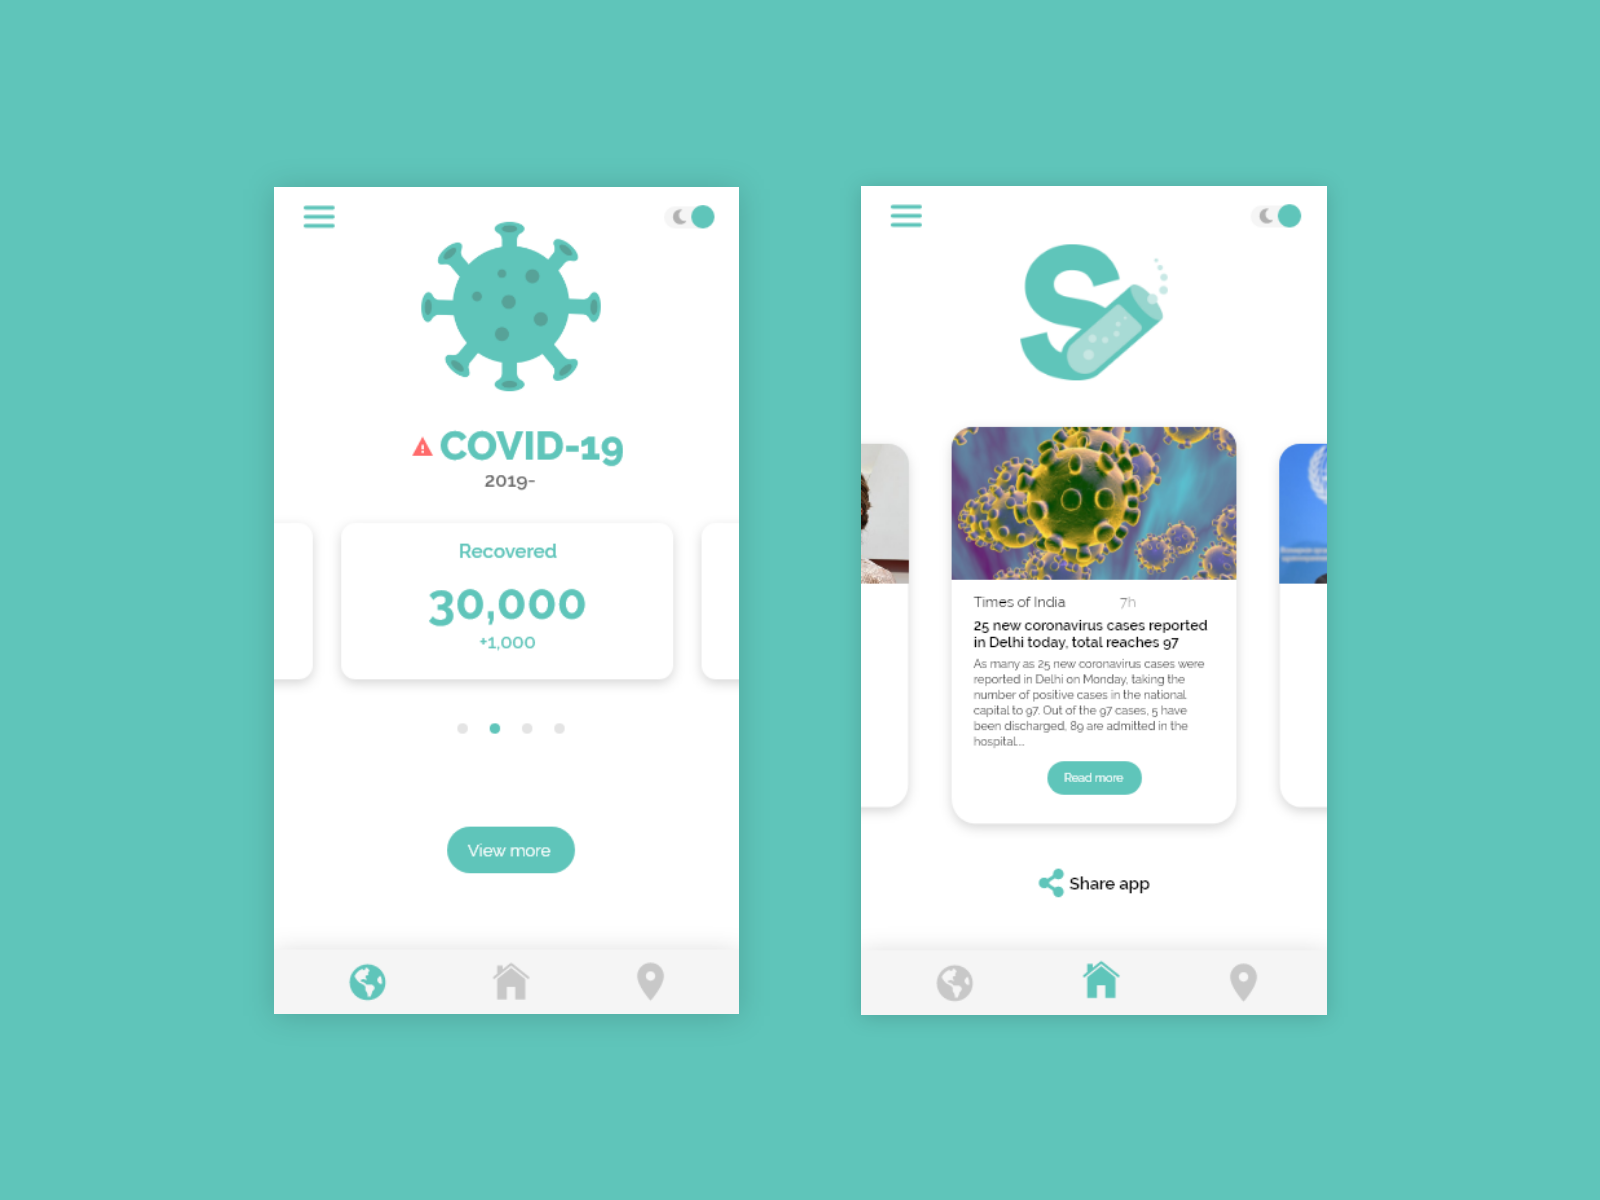 COVID-19
2019-
Recovered
30,000
+1,000
View more
S
Times of India 7h
25 new coronavirus cases reported
in Delhi today, total reaches 97
As many as 25 new coronavirus cases were
reported in Delhi on Monday, taking the
number of positive cases in the national
capital to 97. Out of the 97 cases, 5 have
been discharged, 89 are admitted in the
hospital...
Read more
Share app